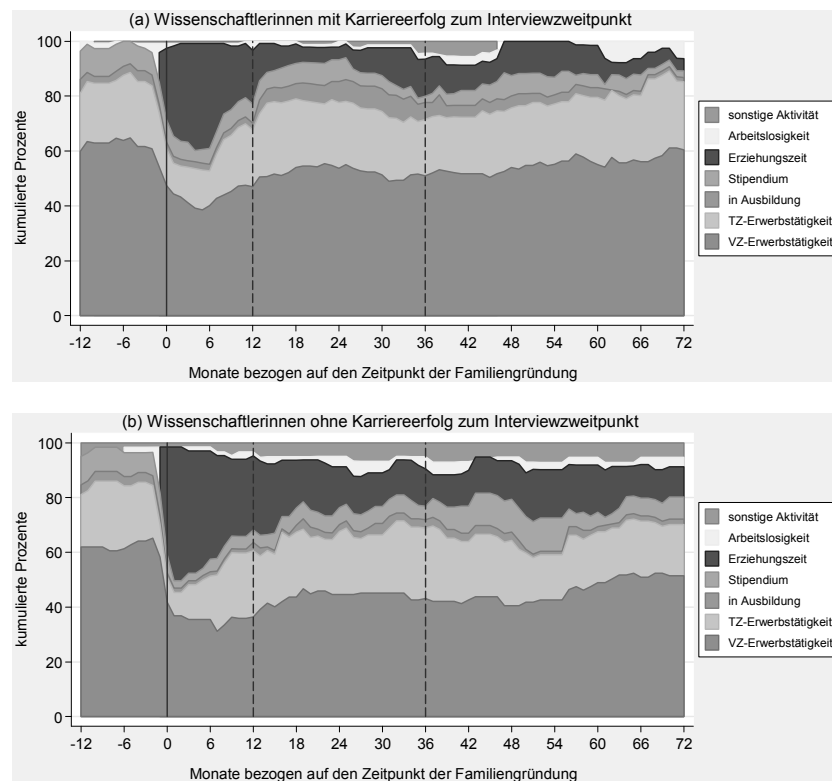 (a) Wissenschaftlerinnen mit Karriereerfolg zum Interviewzweitpunkt
kumulierte Prozente
100
80
60
40
20
0
-12 -6 0 6 12 18 24 30 36 42 48 54 60 66 72
Monate bezogen auf den Zeitpunkt der Familiengründung
sonstige Aktivität
Arbeitslosigkeit
Erziehungszeit
Stipendium
in Ausbildung
TZ-Erwerbstätigkeit
VZ-Erwerbstätigkeit
(b) Wissenschaftlerinnen ohne Karriereerfolg zum Interviewzweitpunkt
kumulierte Prozente
100
80
60
40
20
0
-12 -6 0 6 12 18 24 30 36 42 48 54 60 66 72
Monate bezogen auf den Zeitpunkt der Familiengründung
sonstige Aktivität
Arbeitslosigkeit
Erziehungszeit
Stipendium
in Ausbildung
TZ-Erwerbstätigkeit
VZ-Erwerbstätigkeit